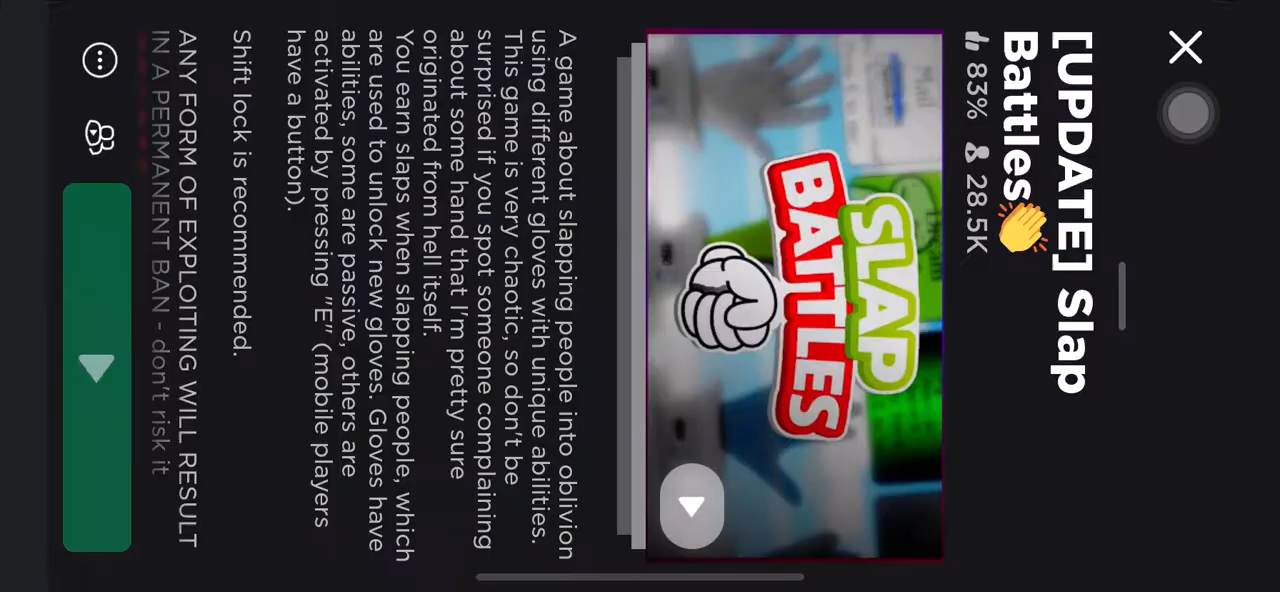 [UPDATE] Slap
Battles👏
83% 28.5K
Mail
SLAP
BATTLES
A game about slapping people into oblivion
using different gloves with unique abilities.
This game is very chaotic, so don't be
surprised if you spot someone complaining
about some hand that I'm pretty sure
originated from hell itself.
You earn slaps when slapping people, which
are used to unlock new gloves. Gloves have
abilities, some are passive, others are
activated by pressing "E" (mobile players
have a button).
Shift lock is recommended.
ANY FORM OF EXPLOITING WILL RESULT
IN A PERMANENT BAN - don't risk it